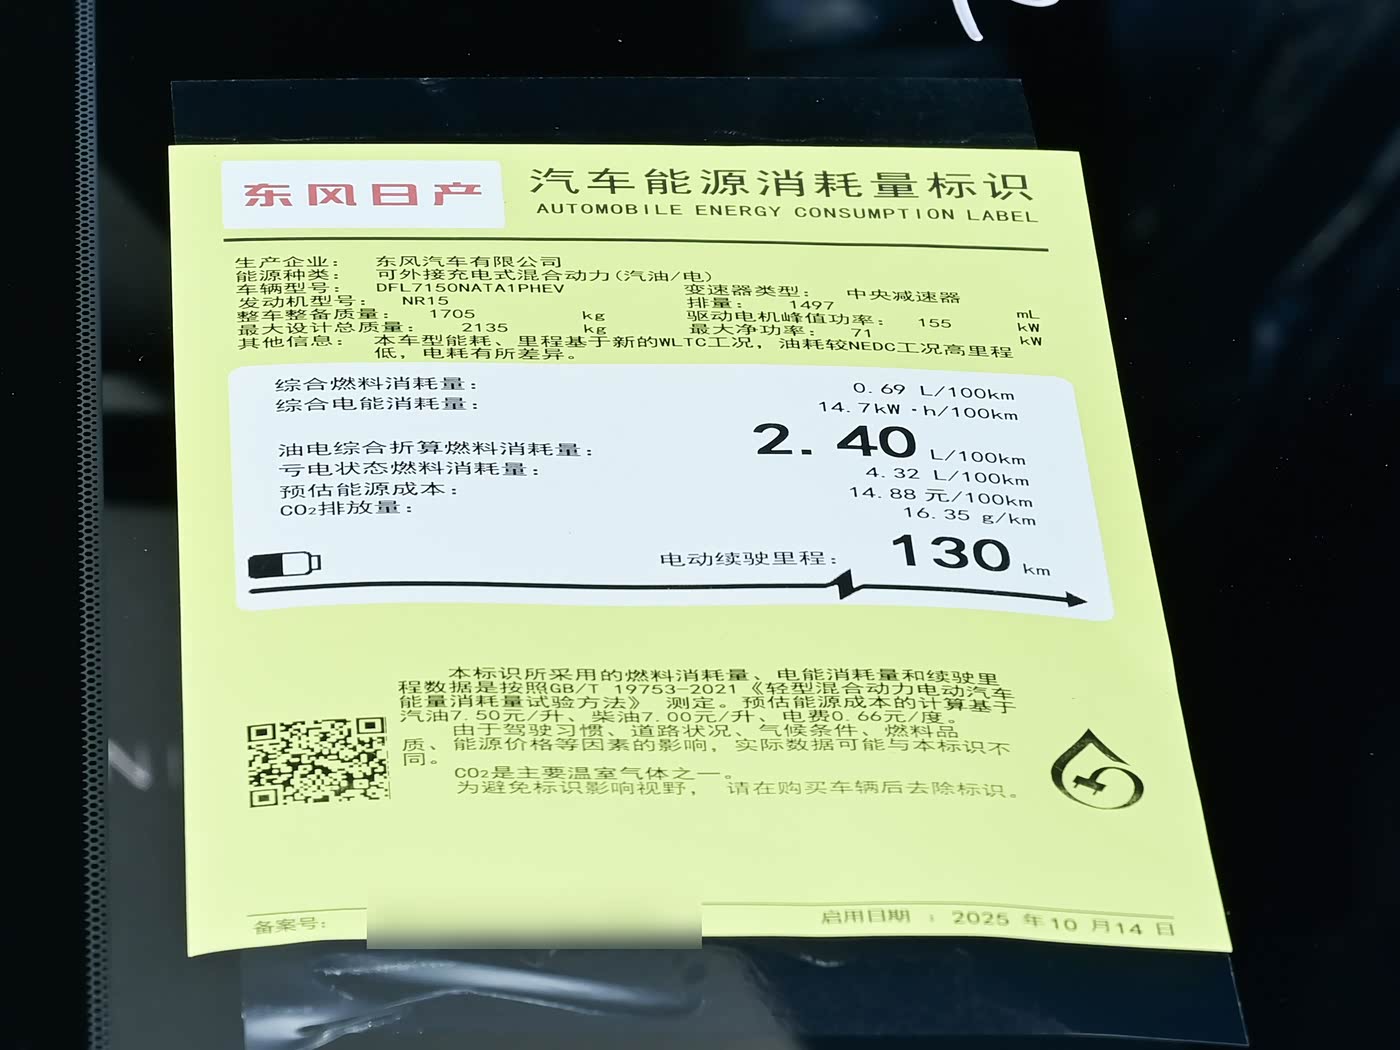 东风日产
汽车能源消耗量标识
AUTOMOBILE ENERGY CONSUMPTION LABEL
生产企业： 东风汽车有限公司
能源种类： 可外接充电式混合动力(汽油/电)
车辆型号： DFL7150NATA1PHEV 变速器类型： 中央减速器
发动机型号： NR15 排量： 1497 mL
整车整备质量： 1705 kg 驱动电机峰值功率： 155 kW
最大设计总质量： 2135 kg 最大净功率： 71 kW
其他信息： 本车型能耗、里程基于新的WLTC工况，油耗较NEDC工况高里程
低，电耗有所差异。
综合燃料消耗量： 0.69 L/100km
综合电能消耗量： 14.7kW·h/100km
油电综合折算燃料消耗量： 2.40 L/100km
亏电状态燃料消耗量： 4.32 L/100km
预估能源成本： 14.88 元/100km
CO₂排放量： 16.35 g/km
电动续驶里程： 130 km
本标识所采用的燃料消耗量、电能消耗量和续驶里
程数据是按照GB/T 19753-2021《轻型混合动力电动汽车
能量消耗量试验方法》 测定。预估能源成本的计算基于
汽油7.50元/升、柴油7.00元/升、电费0.66元/度。
由于驾驶习惯、道路状况、气候条件、燃料品
质、能源价格等因素的影响，实际数据可能与本标识不
同。
CO₂是主要温室气体之一。
为避免标识影响视野， 请在购买车辆后去除标识。
备案号：
启用日期 ： 2025 年 10 月 14 日